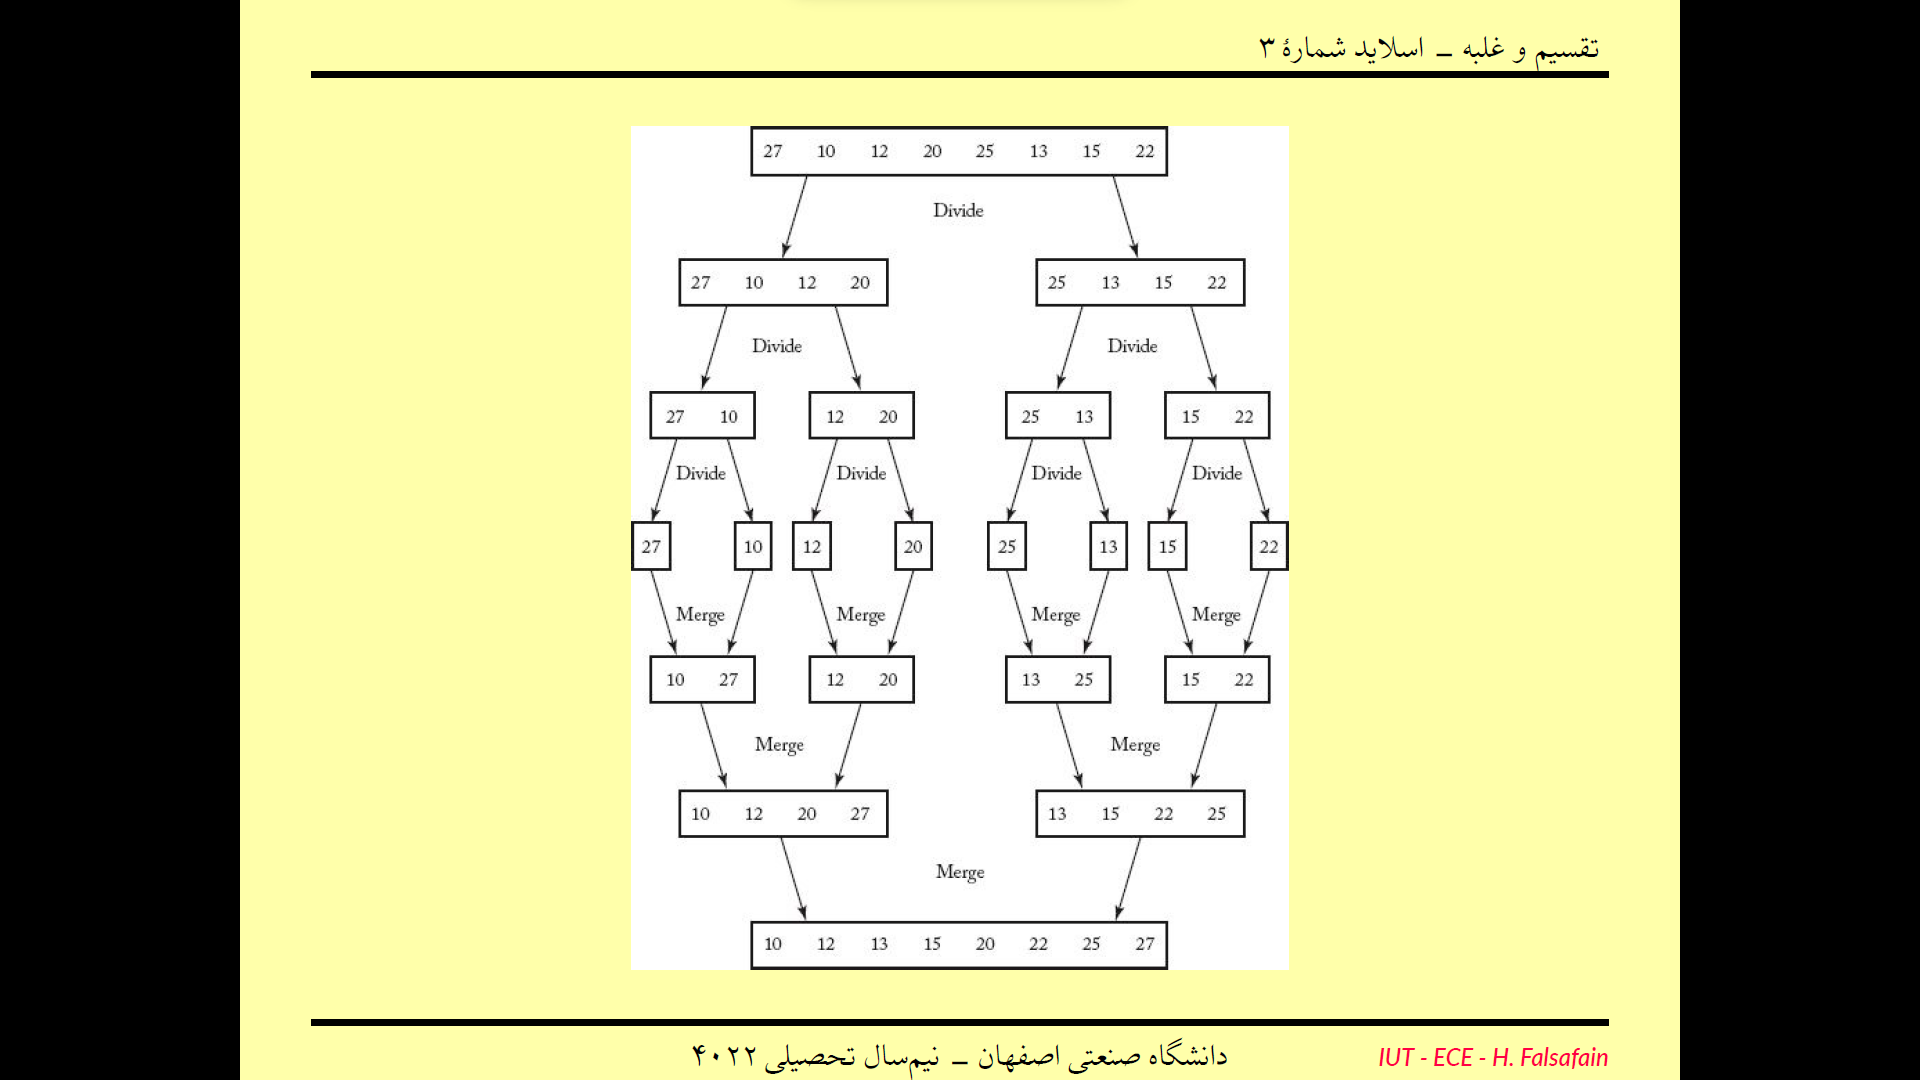 تقسیم و غلبه – اسلاید شمارهٔ ۳
27 10 12 20 25 13 15 22
Divide
27 10 12 20 25 13 15 22
Divide Divide
27 10 12 20 25 13 15 22
Divide Divide Divide Divide
27 10 12 20 25 13 15 22
Merge Merge Merge Merge
10 27 12 20 13 25 15 22
Merge Merge
10 12 20 27 13 15 22 25
Merge
10 12 13 15 20 22 25 27
دانشگاه صنعتی اصفهان – نیم‌سال تحصیلی ۴۰۲۲
IUT - ECE - H. Falsafain